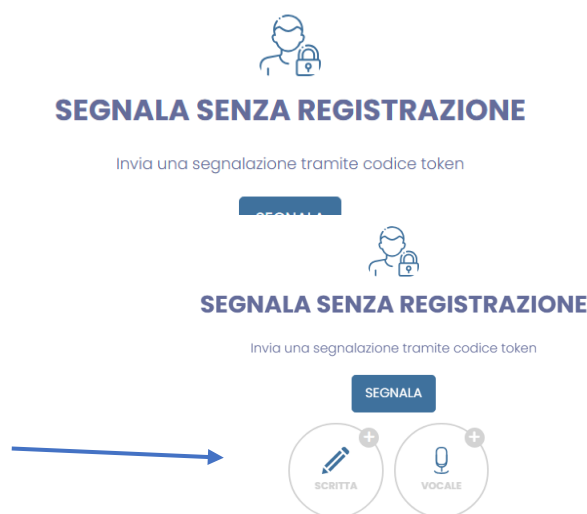 SEGNALA SENZA REGISTRAZIONE
Invia una segnalazione tramite codice token
SEGNALA
SEGNALA SENZA REGISTRAZIONE
Invia una segnalazione tramite codice token
SEGNALA
SCRITTA
VOCALE